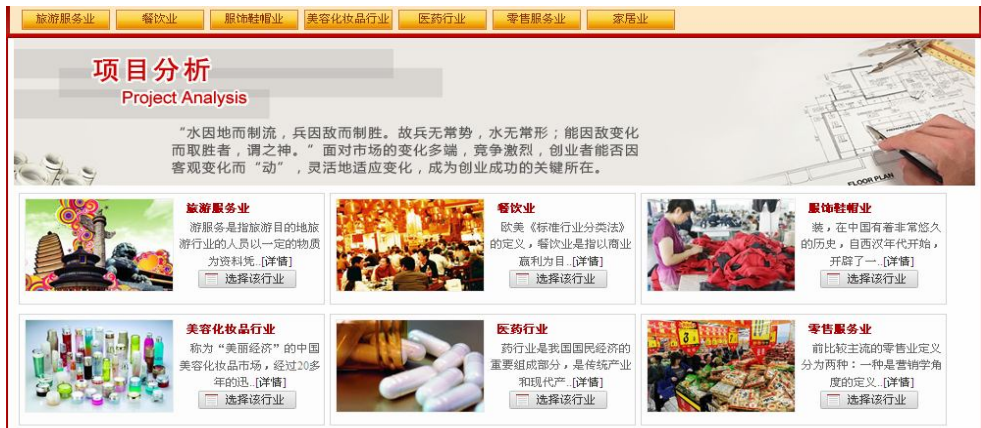 旅游服务业 餐饮业 服饰鞋帽业 美容化妆品行业 医药行业 零售服务业 家居业
项目分析
Project Analysis
“水因地而制流，兵因敌而制胜。故兵无常势，水无常形；能因敌变化
而取胜者，谓之神。”面对市场的变化多端，竞争激烈，创业者能否因
客观变化而“动”，灵活地适应变化，成为创业成功的关键所在。
FLOOR PLAN
旅游服务业
游服务是指旅游目的地旅
游行业的人员以一定的物质
为资料凭..[详情]
选择该行业
餐饮业
欧美《标准行业分类法》
的定义，餐饮业是指以商业
赢利为目..[详情]
选择该行业
服饰鞋帽业
装，在中国有着非常悠久
的历史，自西汉年代开始，
开辟了一..[详情]
选择该行业
美容化妆品行业
称为“美丽经济”的中国
美容化妆品市场，经过20多
年的迅..[详情]
选择该行业
医药行业
药行业是我国国民经济的
重要组成部分，是传统产业
和现代产..[详情]
选择该行业
零售服务业
前比较主流的零售业定义
分为两种：一种是营销学角
度的定义..[详情]
选择该行业